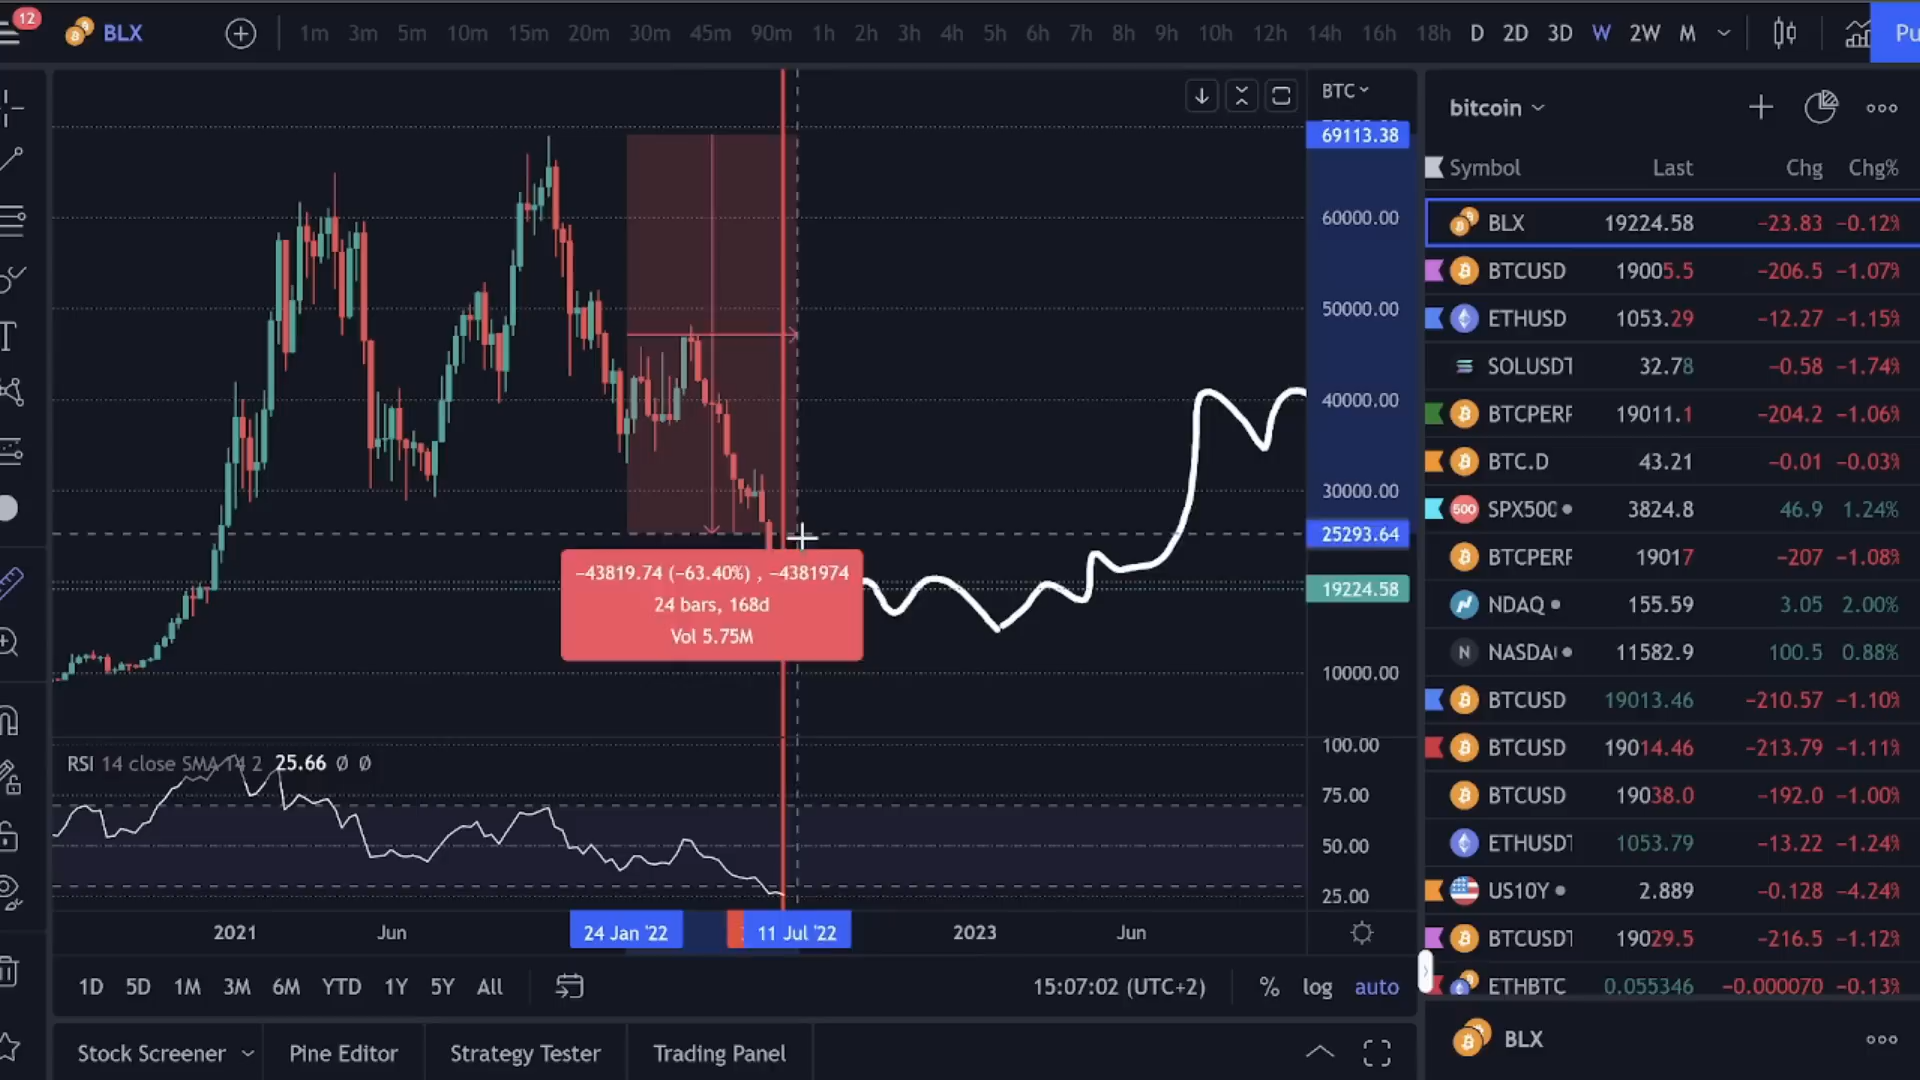 12
BLX
1m 3m 5m 10m 15m 20m 30m 45m 90m 1h 2h 3h 4h 5h 6h 7h 8h 9h 10h 12h 14h 16h 18h D 2D 3D W 2W M
Pu
BTC
69113.38
60000.00
50000.00
40000.00
30000.00
25293.64
19224.58
10000.00
-43819.74 (-63.40%) , -4381974
24 bars, 168d
Vol 5.75M
RSI 14 close SMA 14 2 25.66 Ø Ø
100.00
75.00
50.00
25.00
2021 Jun 24 Jan '22 11 Jul '22 2023 Jun
1D 5D 1M 3M 6M YTD 1Y 5Y All
15:07:02 (UTC+2) % log auto
Stock Screener Pine Editor Strategy Tester Trading Panel
bitcoin
Symbol Last Chg Chg%
BLX 19224.58 -23.83 -0.12%
BTCUSD 19005.5 -206.5 -1.07%
ETHUSD 1053.29 -12.27 -1.15%
SOLUSDT 32.78 -0.58 -1.74%
BTCPERP 19011.1 -204.2 -1.06%
BTC.D 43.21 -0.01 -0.03%
500 SPX500 3824.8 46.9 1.24%
BTCPERP 19017 -207 -1.08%
NDAQ 155.59 3.05 2.00%
N NASDA 11582.9 100.5 0.88%
BTCUSD 19013.46 -210.57 -1.10%
BTCUSD 19014.46 -213.79 -1.11%
BTCUSD 19038.0 -192.0 -1.00%
ETHUSDT 1053.79 -13.22 -1.24%
US10Y 2.889 -0.128 -4.24%
BTCUSDT 19029.5 -216.5 -1.12%
ETHBTC 0.055346 -0.000070 -0.13%
BLX